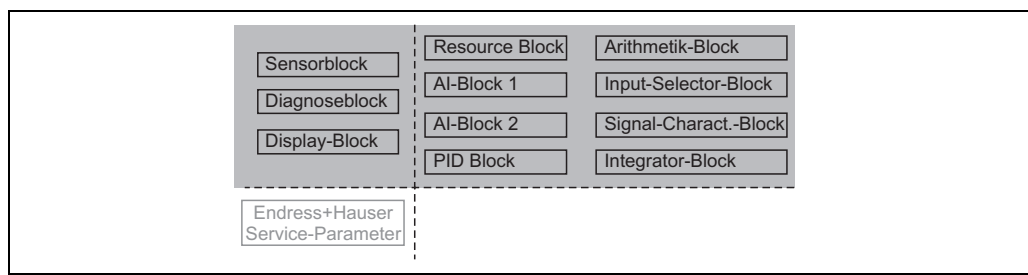 Sensorblock
Diagnoseblock
Display-Block
Resource Block
AI-Block 1
AI-Block 2
PID Block
Arithmetik-Block
Input-Selector-Block
Signal-Charact.-Block
Integrator-Block
Endress+Hauser
Service-Parameter